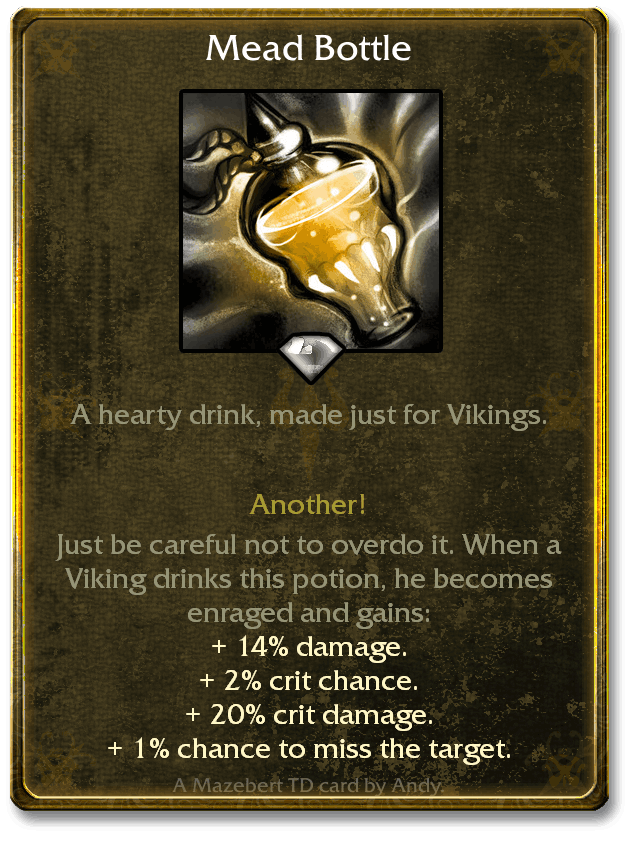 Mead Bottle
A hearty drink, made just for Vikings.
Another!
Just be careful not to overdo it. When a
Viking drinks this potion, he becomes
enraged and gains:
+ 14% damage.
+ 2% crit chance.
+ 20% crit damage.
+ 1% chance to miss the target.
A Mazebert TD card by Andy.